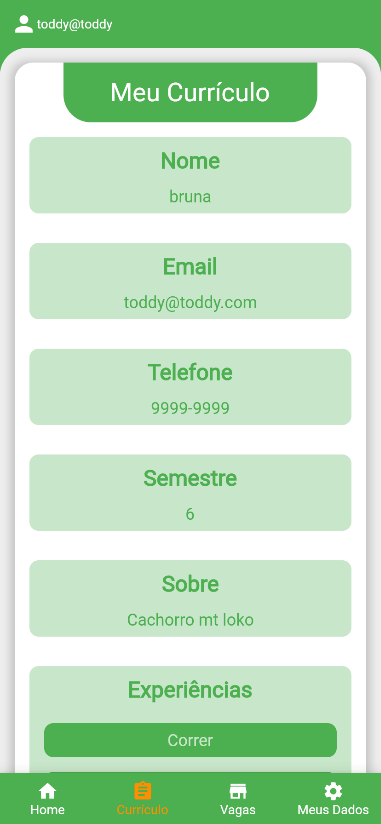 toddy@toddy
Meu Currículo
Nome
bruna
Email
toddy@toddy.com
Telefone
9999-9999
Semestre
6
Sobre
Cachorro mt loko
Experiências
Correr
Home
Currículo
Vagas
Meus Dados